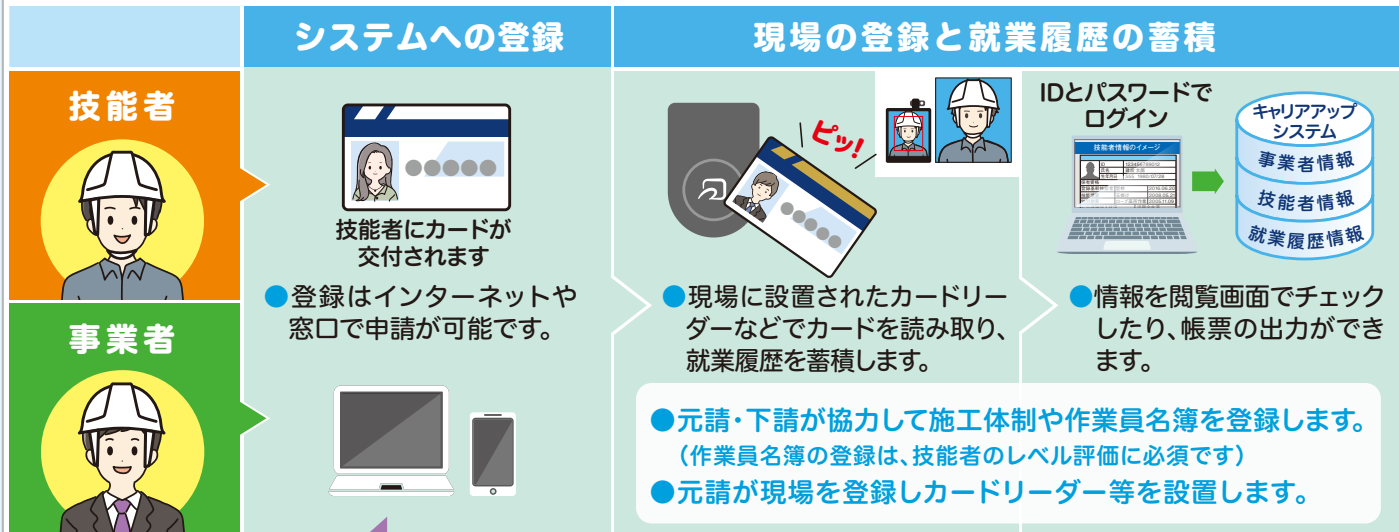 システムへの登録
現場の登録と就業履歴の蓄積
技能者
技能者にカードが
交付されます
●登録はインターネットや
窓口で申請が可能です。
ピッ!
●現場に設置されたカードリー
ダーなどでカードを読み取り、
就業履歴を蓄積します。
IDとパスワードで
ログイン
技能者情報のイメージ
キャリアアップ
システム
事業者情報
技能者情報
就業履歴情報
●情報を閲覧画面でチェック
したり、帳票の出力ができ
ます。
事業者
●元請・下請が協力して施工体制や作業員名簿を登録します。
(作業員名簿の登録は、技能者のレベル評価に必須です)
●元請が現場を登録しカードリーダー等を設置します。